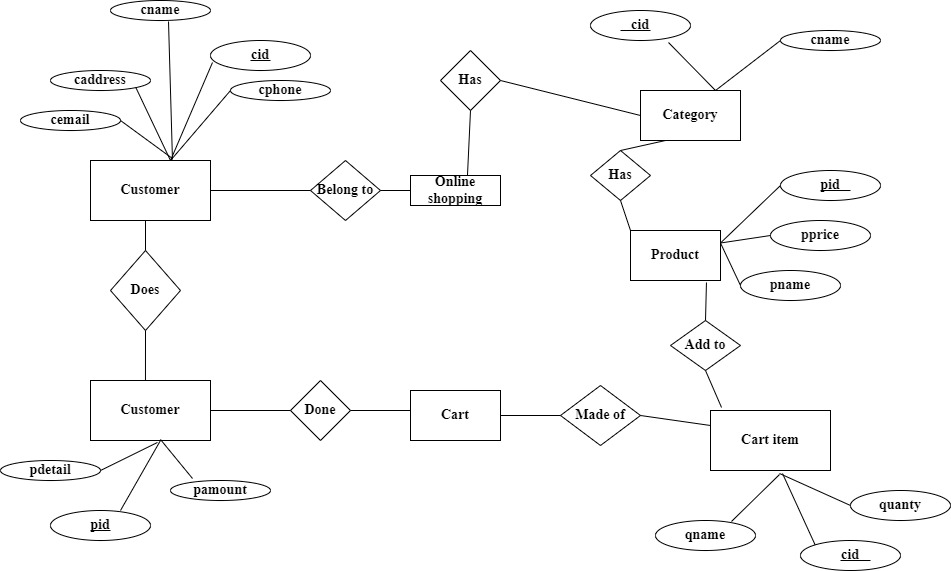 cname
cid
cid
cname
caddress
cphone
Has
cemail
Category
Customer
Belong to
Online
shopping
Has
pid
pprice
Product
pname
Does
Add to
Customer
Done
Cart
Made of
Cart item
pdetail
pamount
pid
quanty
qname
cid